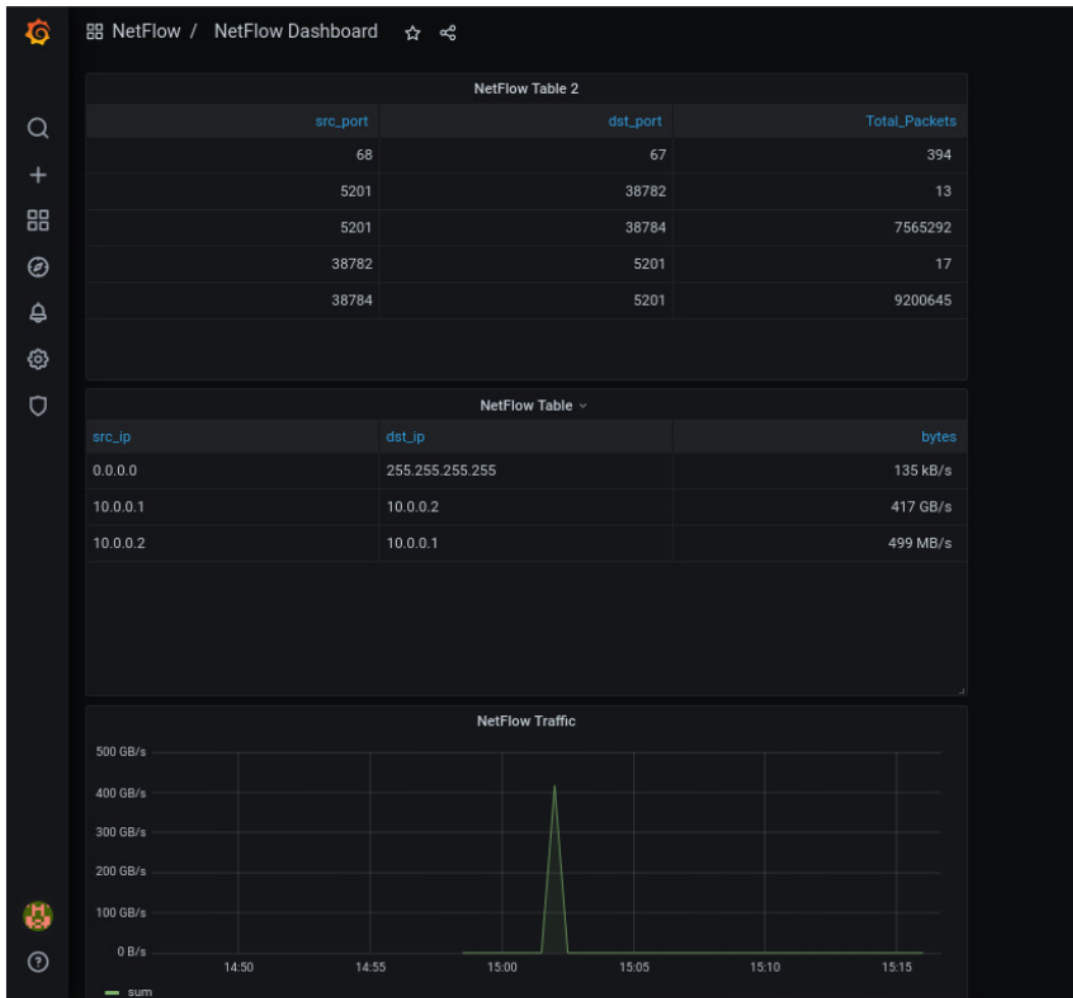 NetFlow / NetFlow Dashboard
NetFlow Table 2
src_port dst_port Total_Packets
68 67 394
5201 38782 13
5201 38784 7565292
38782 5201 17
38784 5201 9200645
NetFlow Table
src_ip dst_ip bytes
0.0.0.0 255.255.255.255 135 kB/s
10.0.0.1 10.0.0.2 417 GB/s
10.0.0.2 10.0.0.1 499 MB/s
NetFlow Traffic
500 GB/s
400 GB/s
300 GB/s
200 GB/s
100 GB/s
0 B/s
14:50 14:55 15:00 15:05 15:10 15:15
sum